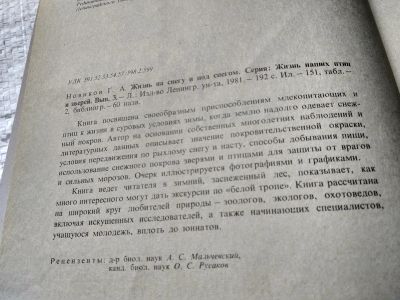 УДК 591.52:53.54.57:598.2:599
Новиков Г. А. Жизнь на снегу и под снегом. Серия: Жизнь наших птиц
и зверей. Вып. 3. – Л.: Изд-во Ленингр. ун-та, 1981. – 192 с. Ил. – 151, табл. –
2, библиогр. – 60 назв.
Книга посвящена своеобразным приспособлениям млекопитающих и
птиц к жизни в суровых условиях зимы, когда землю надолго одевает снеж-
ный покров. Автор на основании собственных многолетних наблюдений и
литературных данных описывает значение покровительственной окраски,
условия передвижения по рыхлому снегу и насту, способы добывания пищи,
использование снежного покрова зверями и птицами для защиты от врагов
и сильных морозов. Очерк иллюстрируется фотографиями и графиками.
Книга ведет читателя в зимний, заснеженный лес, показывает, как
много интересного могут дать экскурсии по «белой тропе». Книга рассчитана
на широкий круг любителей природы – зоологов, экологов, охотоведов,
включая искушенных исследователей, а также начинающих специалистов,
учащуюся молодежь, вплоть до юннатов.
Рецензенты: д-р биол. наук А. С. Мальчевский,
канд. биол. наук О. С. Русаков